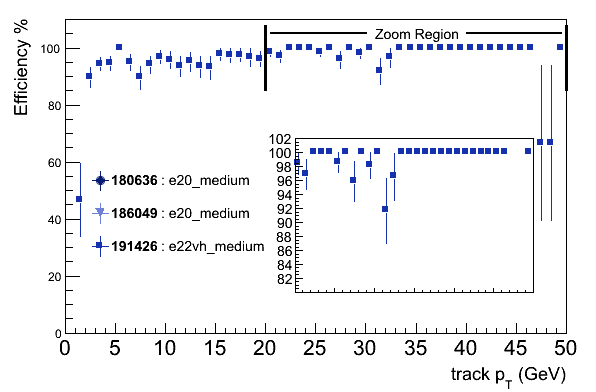 Efficiency %
100
80
60
40
20
0
Zoom Region
102
100
98
96
94
92
90
88
86
84
82
180636 : e20_medium
186049 : e20_medium
191426 : e22vh_medium
0 5 10 15 20 25 30 35 40 45 50
track pT (GeV)